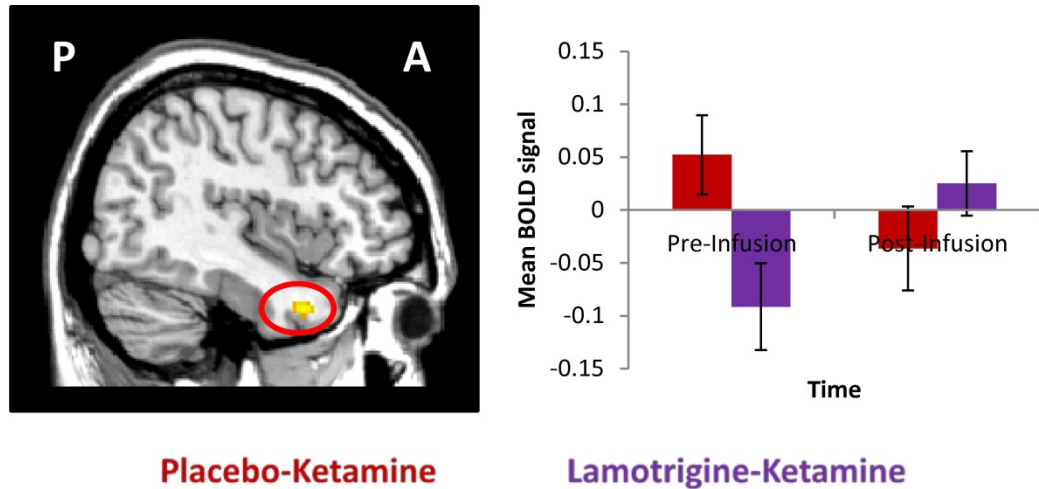 P A
Mean BOLD signal
0.15
0.1
0.05
0
-0.05
-0.1
-0.15
Pre-Infusion Post-Infusion
Time
Placebo-Ketamine Lamotrigine-Ketamine